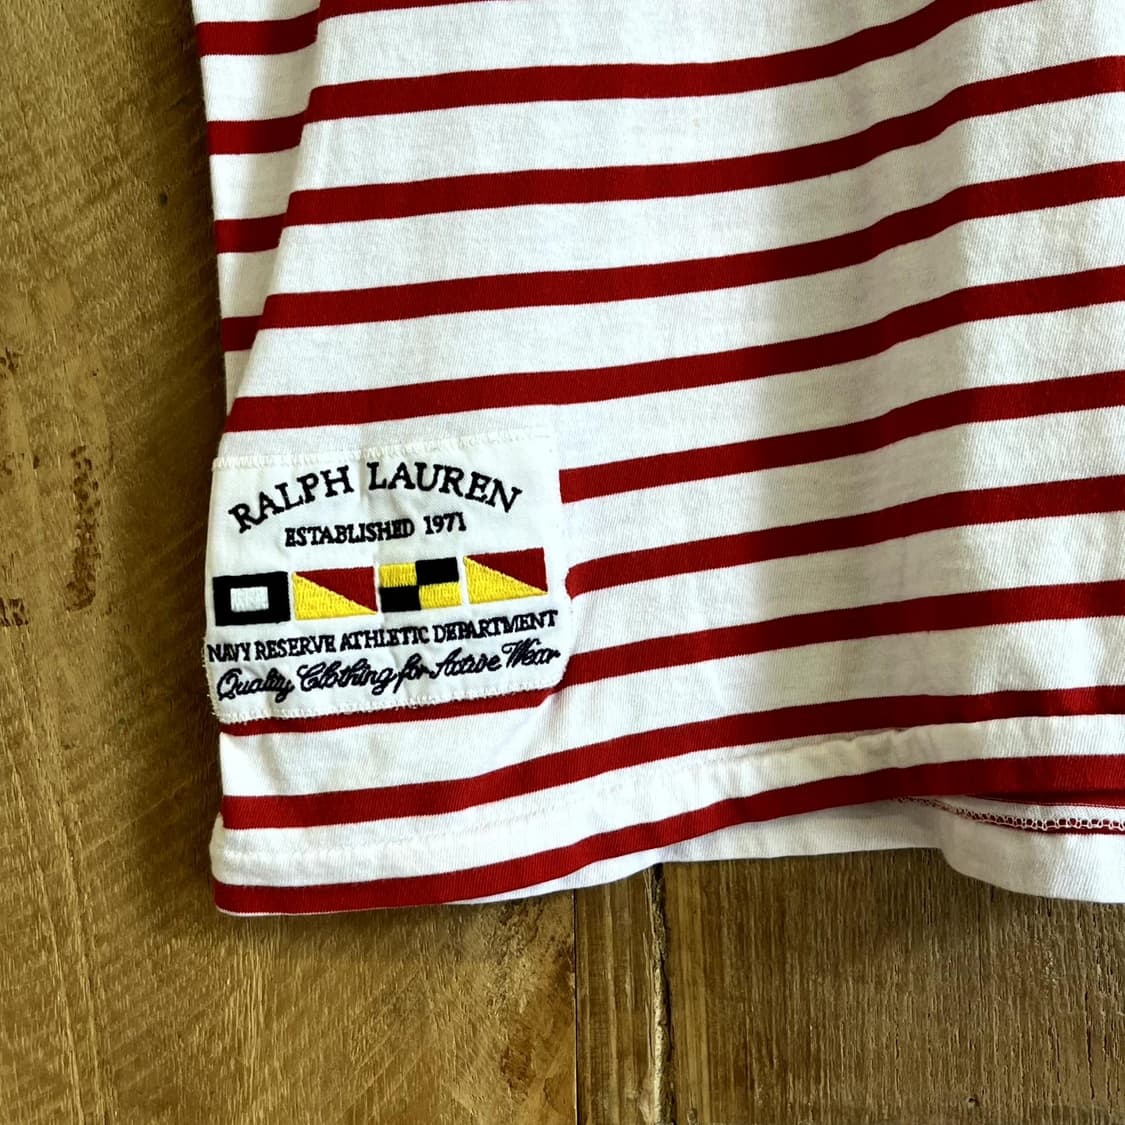 RALPH LAUREN
ESTABLISHED 1971
NAVY RESERVE ATHLETIC DEPARTMENT
Quality Clothing for Active Wear